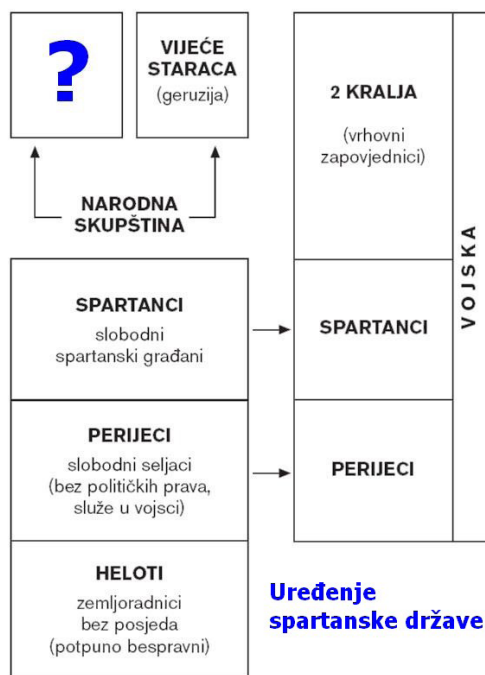 ?
VIJEĆE
STARACA
(geruzija)
2 KRALJA
(vrhovni
zapovjednici)
NARODNA
SKUPŠTINA
VOJSKA
SPARTANCI
slobodni
spartanski građani
SPARTANCI
PERIJECI
slobodni seljaci
(bez političkih prava,
služe u vojsci)
PERIJECI
HELOTI
zemljoradnici
bez posjeda
(potpuno bespravni)
Uređenje
spartanske države